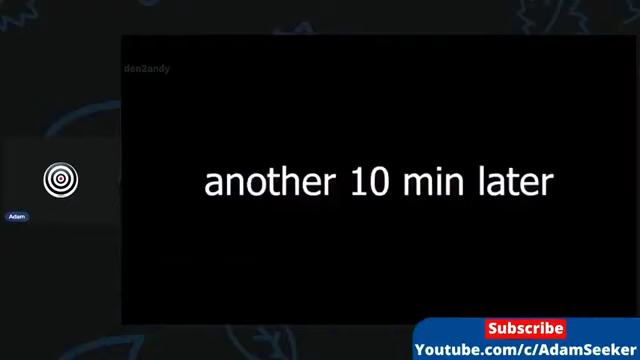 den2andy
another 10 min later
Adam
Subscribe
Youtube.com/c/AdamSeeker